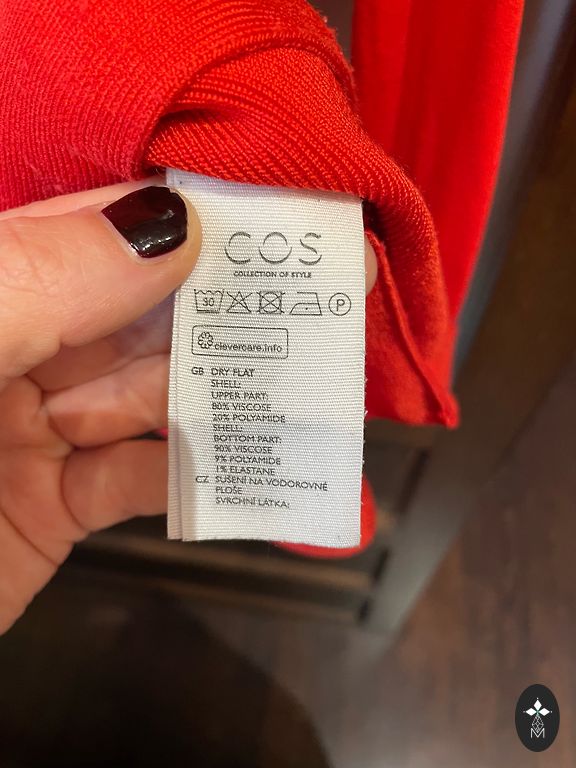 COS
COLLECTION OF STYLE
30 P
clevercare.info
GB DRY FLAT
SHELL:
UPPER PART:
80% VISCOSE
20% POLYAMIDE
SHELL:
BOTTOM PART:
90% VISCOSE
9% POLYAMIDE
1% ELASTANE
CZ SUŠENÍ NA VODOROVNÉ
PLOŠE
SVRCHNÍ LÁTKA:
M